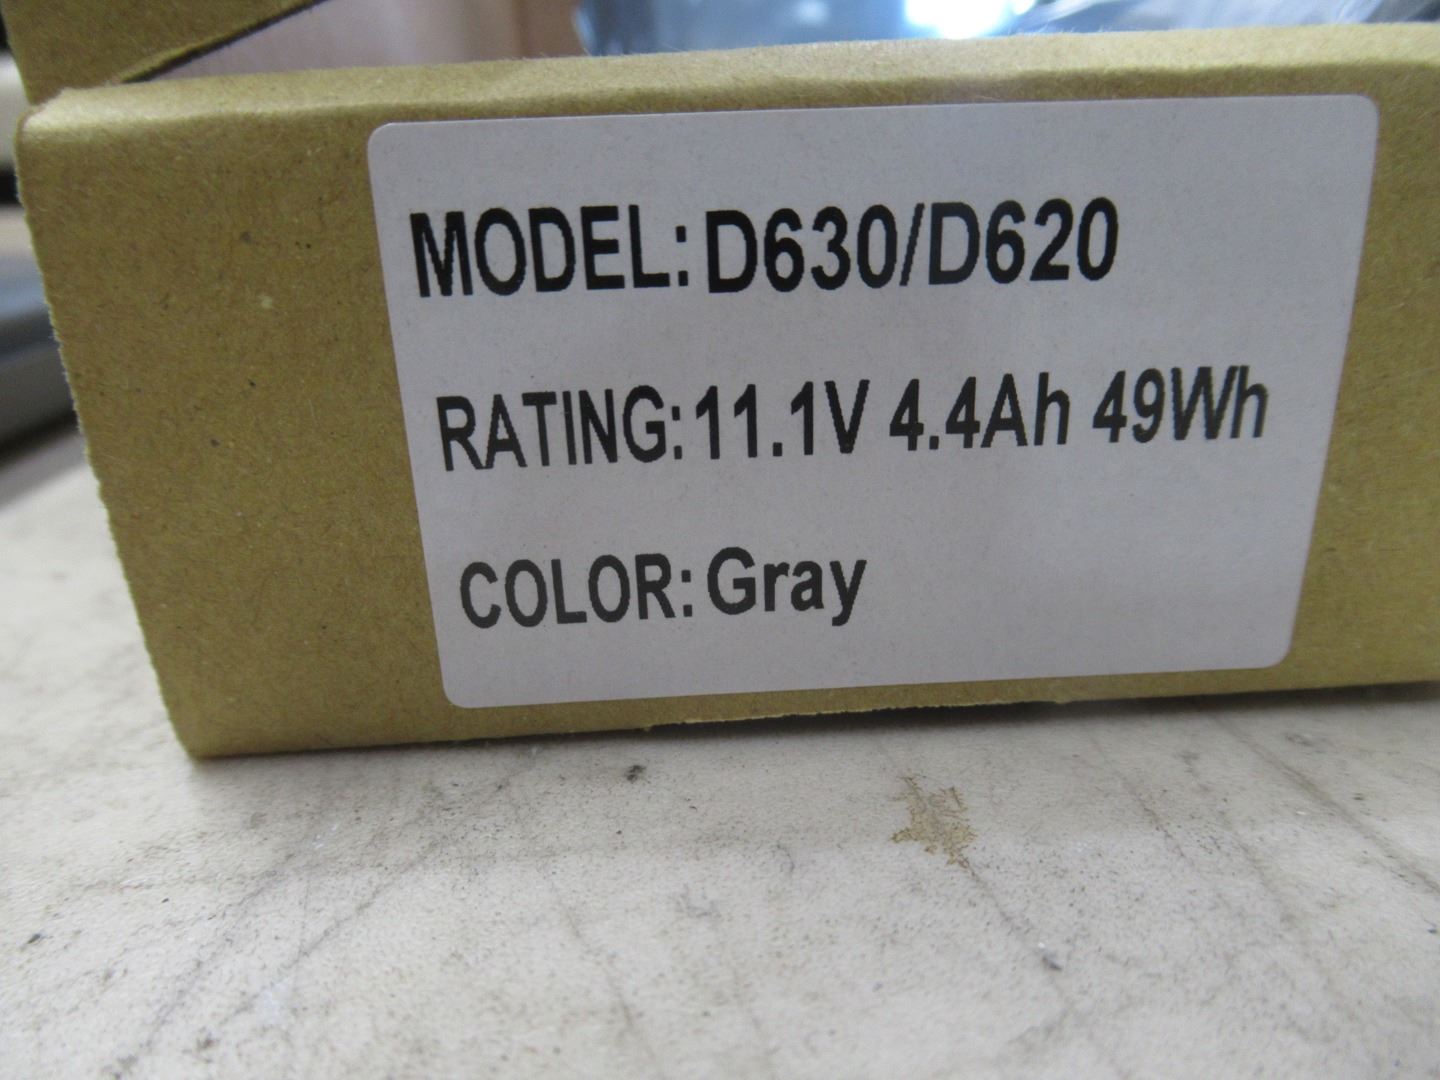 MODEL:D630/D620
RATING:11.1V 4.4Ah 49Wh
COLOR:Gray